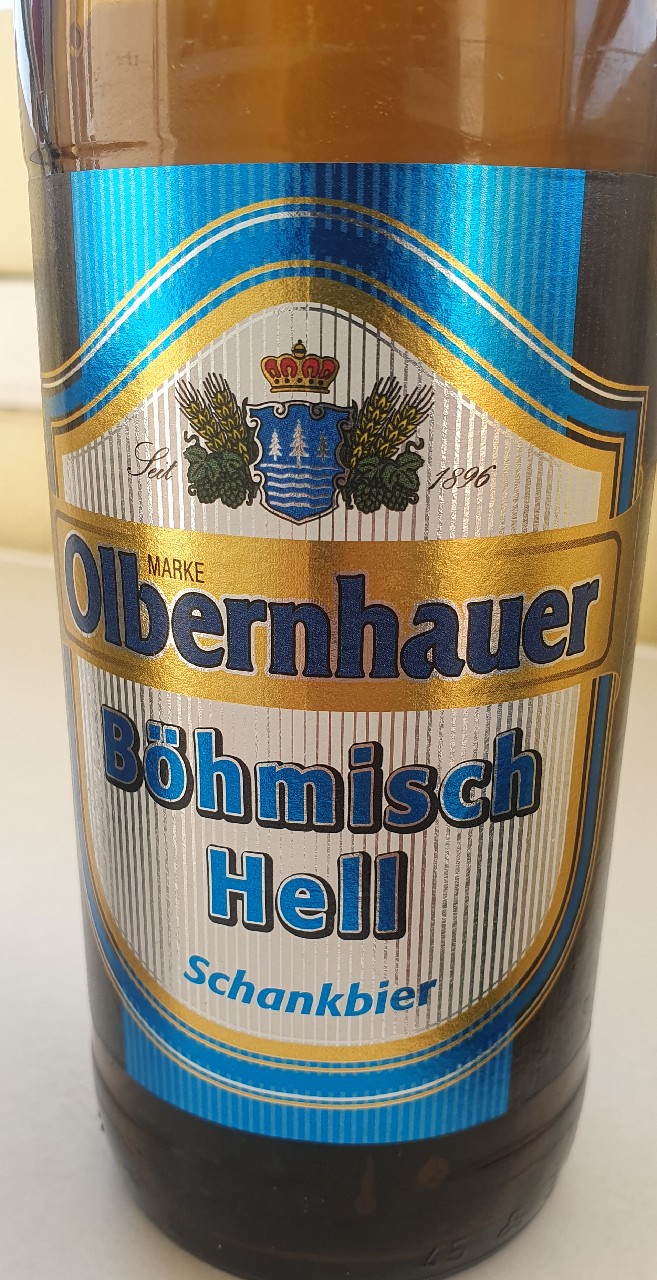 Seit 1896
MARKE
Olbernhauer
Böhmisch
Hell
Schankbier